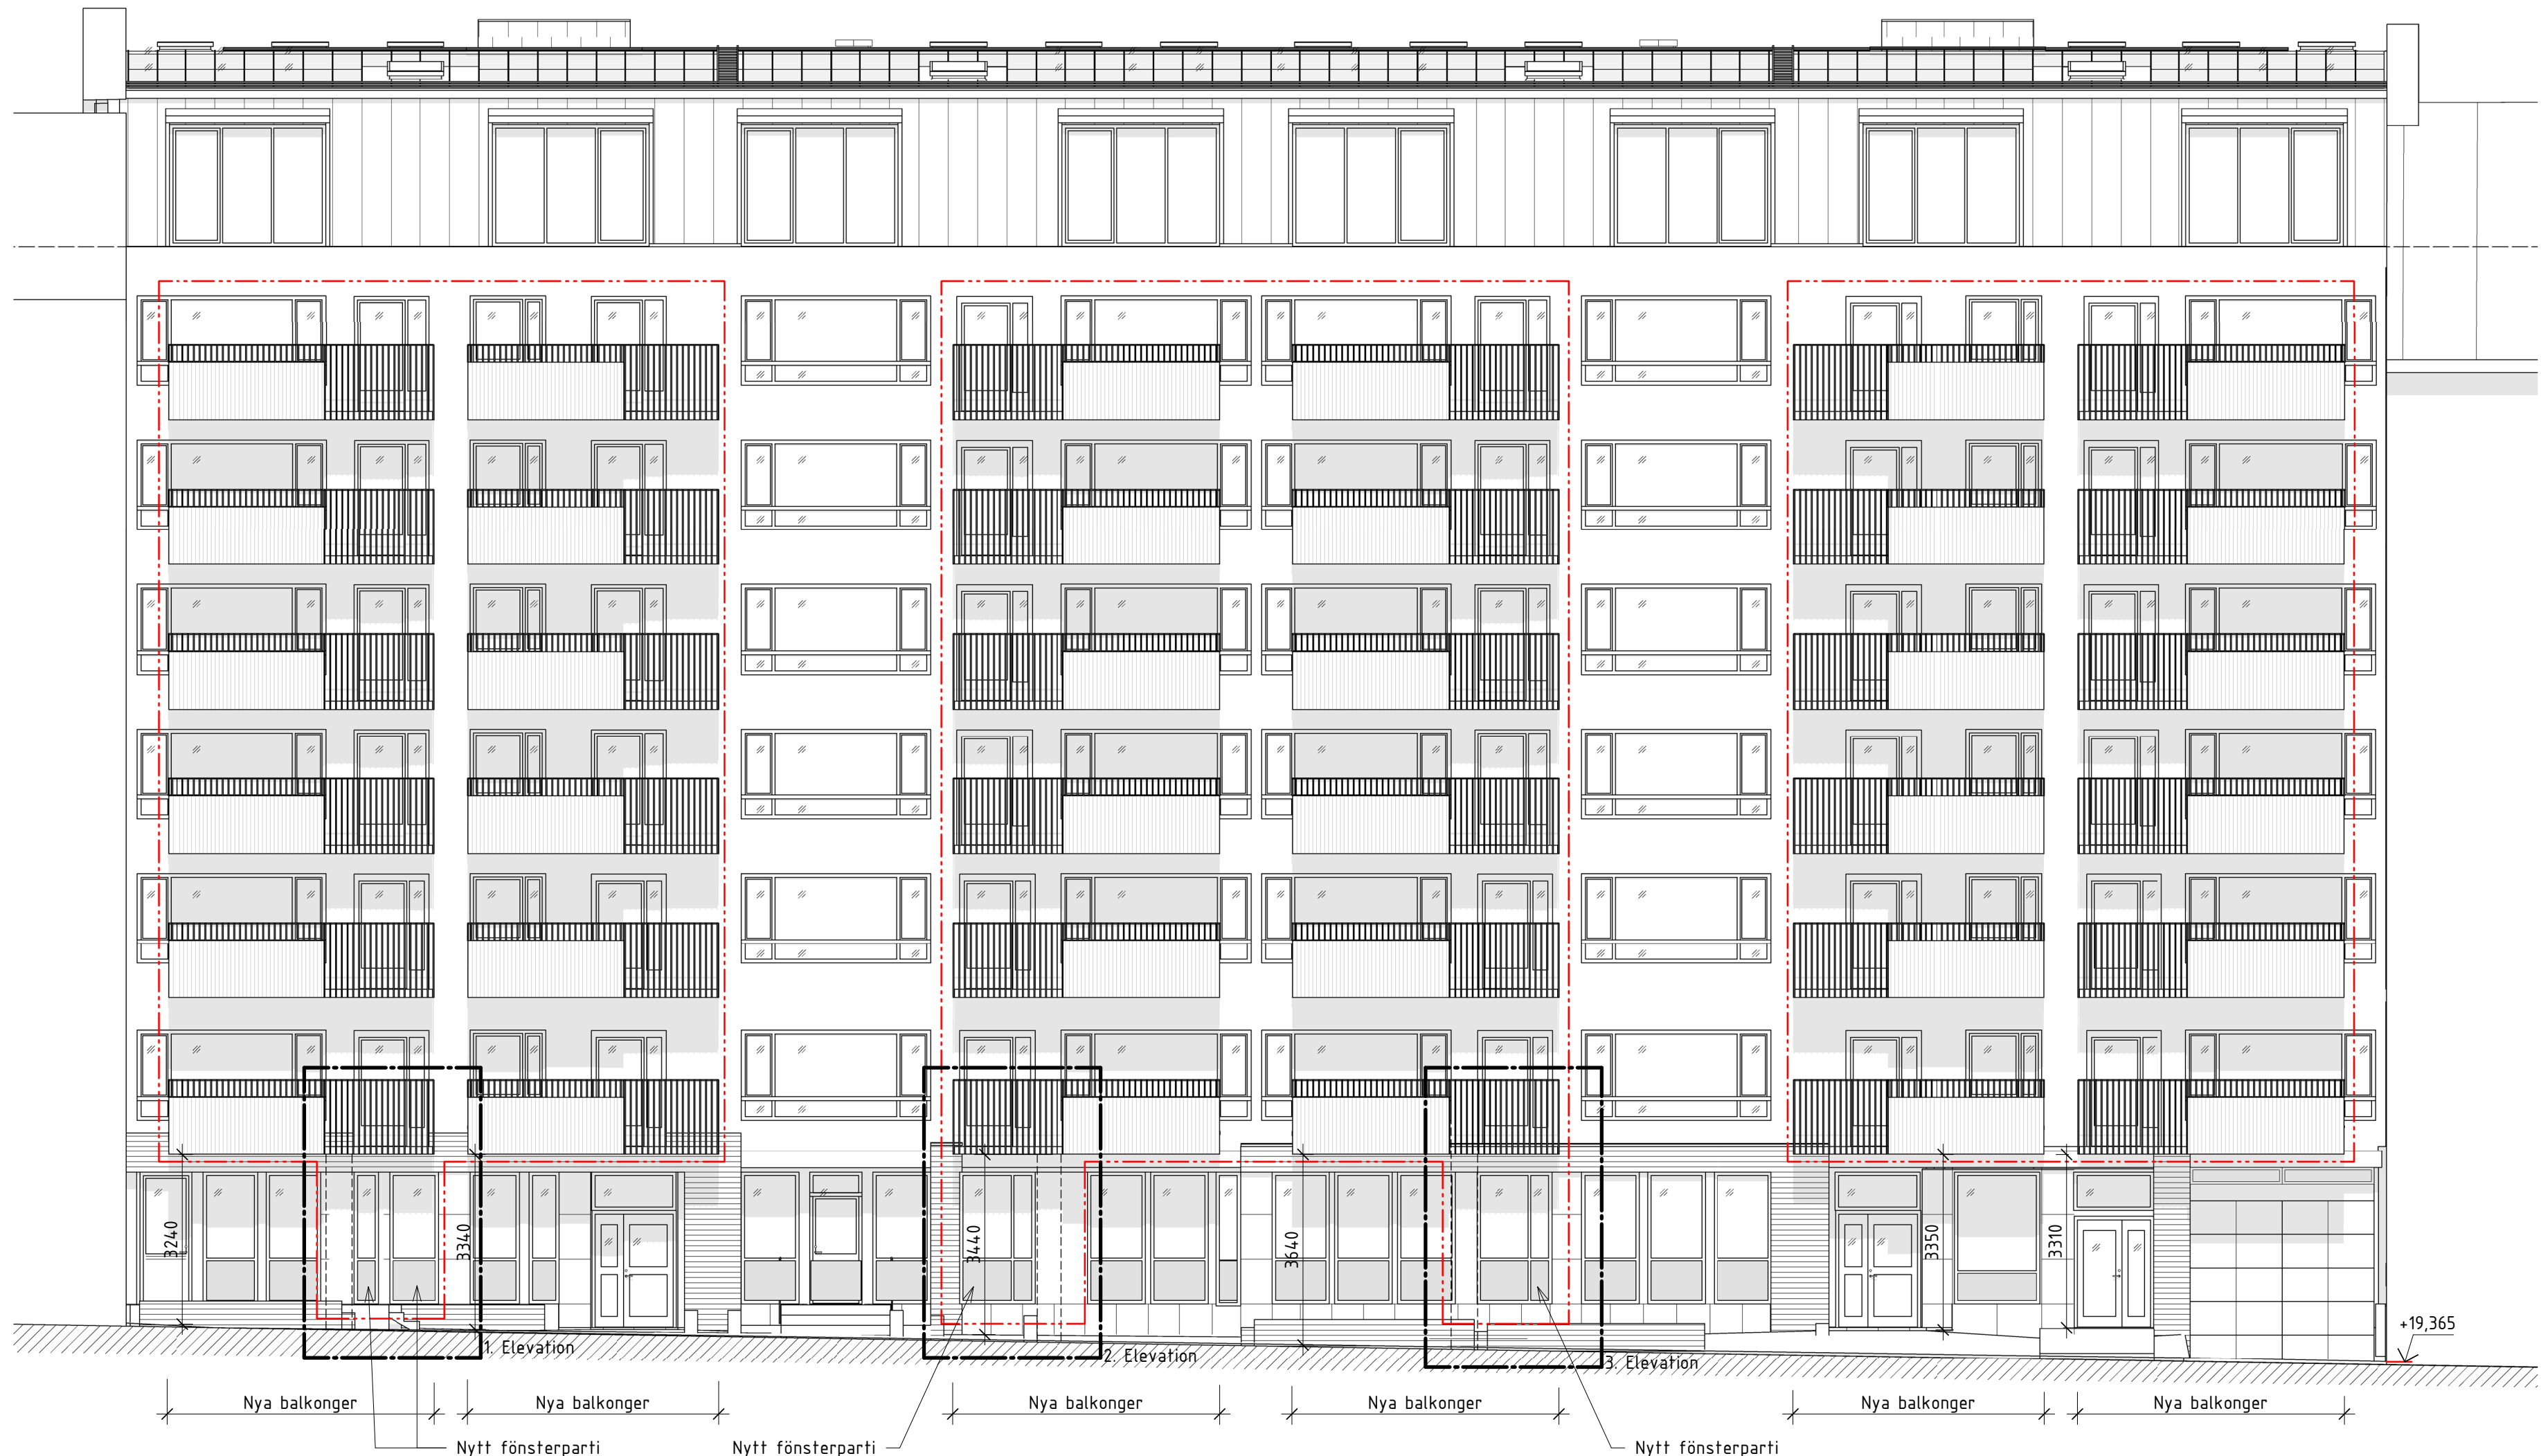 3240
3340
3440
3640
3350
3310
+19,365
1. Elevation
2. Elevation
3. Elevation
Nya balkonger
Nya balkonger
Nya balkonger
Nya balkonger
Nya balkonger
Nya balkonger
Nytt fönsterparti
Nytt fönsterparti
Nytt fönsterparti